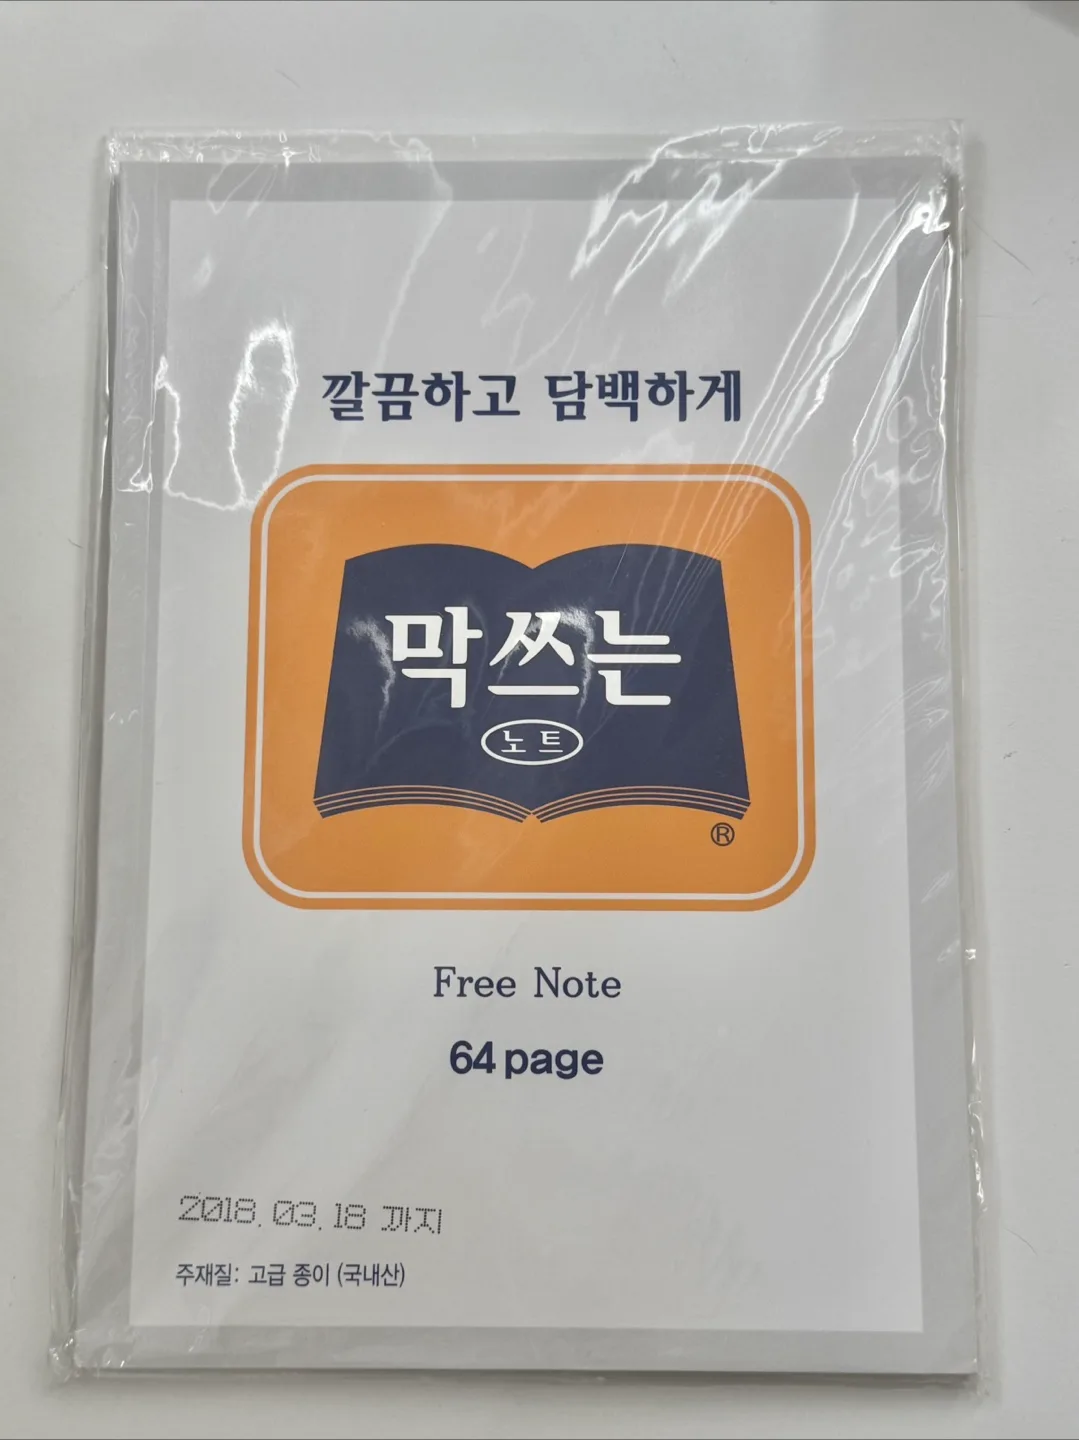 깔끔하고 담백하게
막쓰는
노트
®
Free Note
64 page
2018. 03. 18 까지
주재질: 고급 종이 (국내산)